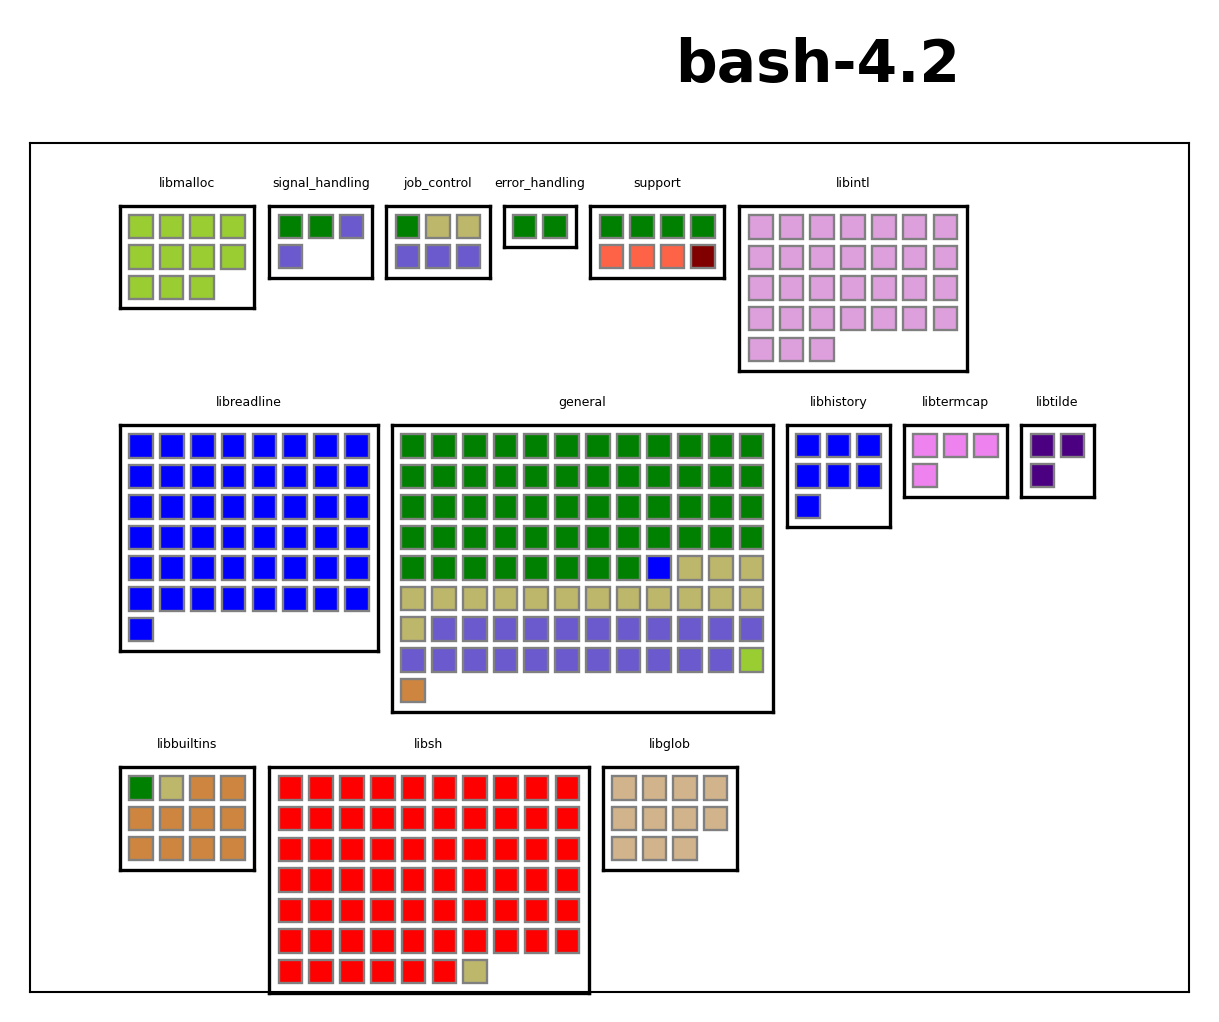 bash-4.2
libmalloc signal_handling job_control error_handling support libintl
libreadline general libhistory libtermcap libtilde
libbuiltins libsh libglob